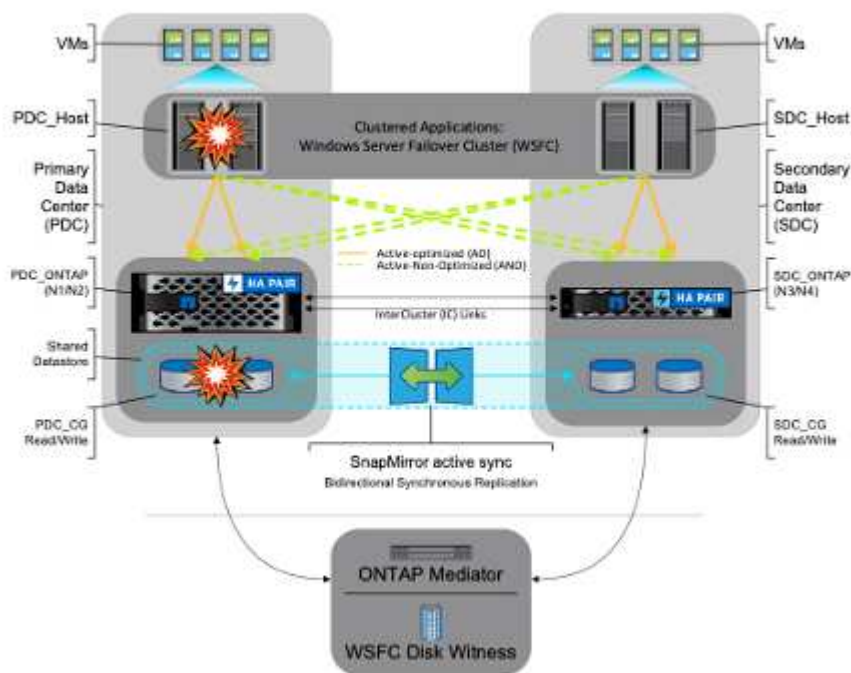 VMs
VMs
PDC_Host
SDC_Host
Clustered Applications:
Windows Server Failover Cluster (WSFC)
Primary
Data
Center
(PDC)
Secondary
Data
Center
(SDC)
Active-optimized (AO)
Active-Non-Optimized (ANO)
PDC_ONTAP
(N1/N2)
HA PAIR
SDC_ONTAP
(N3/N4)
HA PAIR
InterCluster (IC) Links
Shared
Datastore
PDC_CG
Read/Write
SDC_CG
Read/Write
SnapMirror active sync
Bidirectional Synchronous Replication
ONTAP Mediator
WSFC Disk Witness